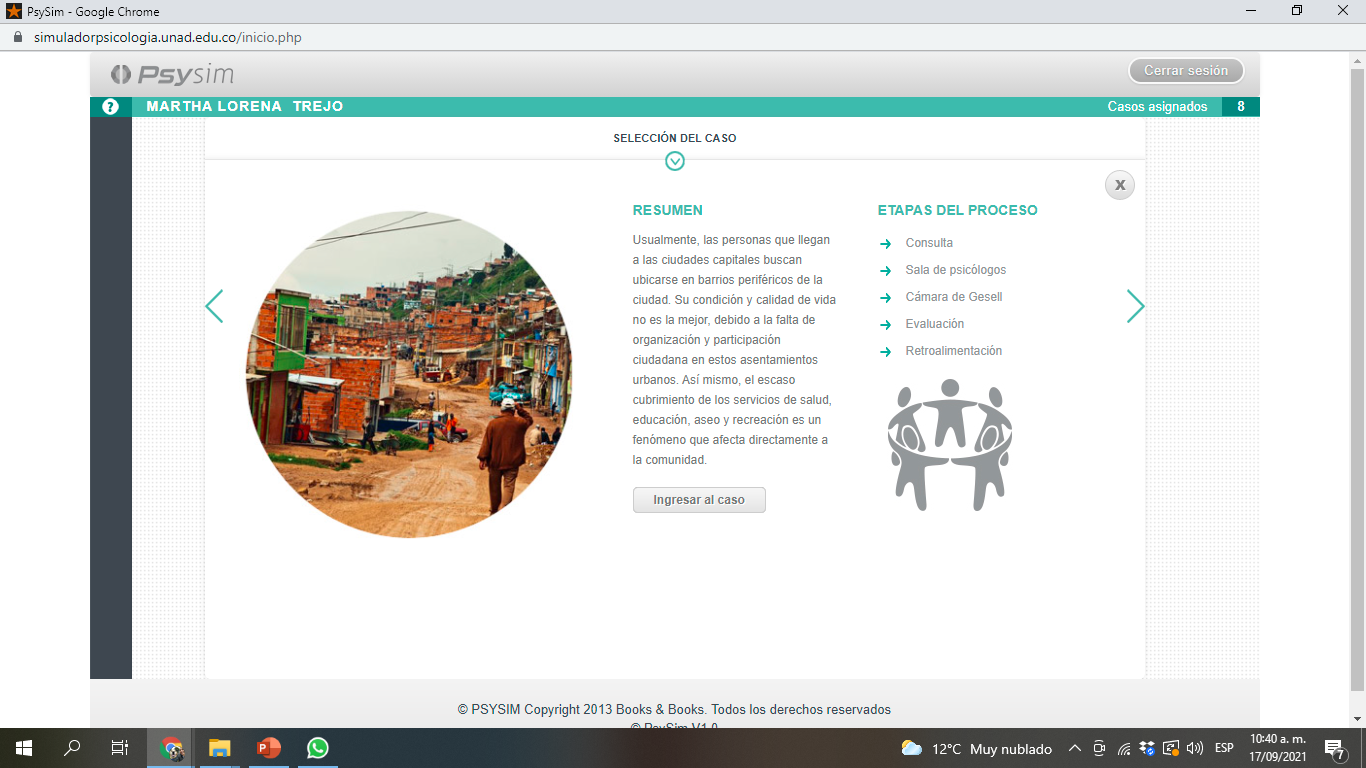 PsySim - Google Chrome
simuladorpsicologia.unad.edu.co/inicio.php
Psysim
Cerrar sesión
? MARTHA LORENA TREJO
Casos asignados 8
SELECCIÓN DEL CASO
X
RESUMEN
Usualmente, las personas que llegan
a las ciudades capitales buscan
ubicarse en barrios periféricos de la
ciudad. Su condición y calidad de vida
no es la mejor, debido a la falta de
organización y participación
ciudadana en estos asentamientos
urbanos. Así mismo, el escaso
cubrimiento de los servicios de salud,
educación, aseo y recreación es un
fenómeno que afecta directamente a
la comunidad.
Ingresar al caso
ETAPAS DEL PROCESO
Consulta
Sala de psicólogos
Cámara de Gesell
Evaluación
Retroalimentación
© PSYSIM Copyright 2013 Books & Books. Todos los derechos reservados
© PsySim V1.0
12°C Muy nublado
ESP
10:40 a. m.
17/09/2021
7